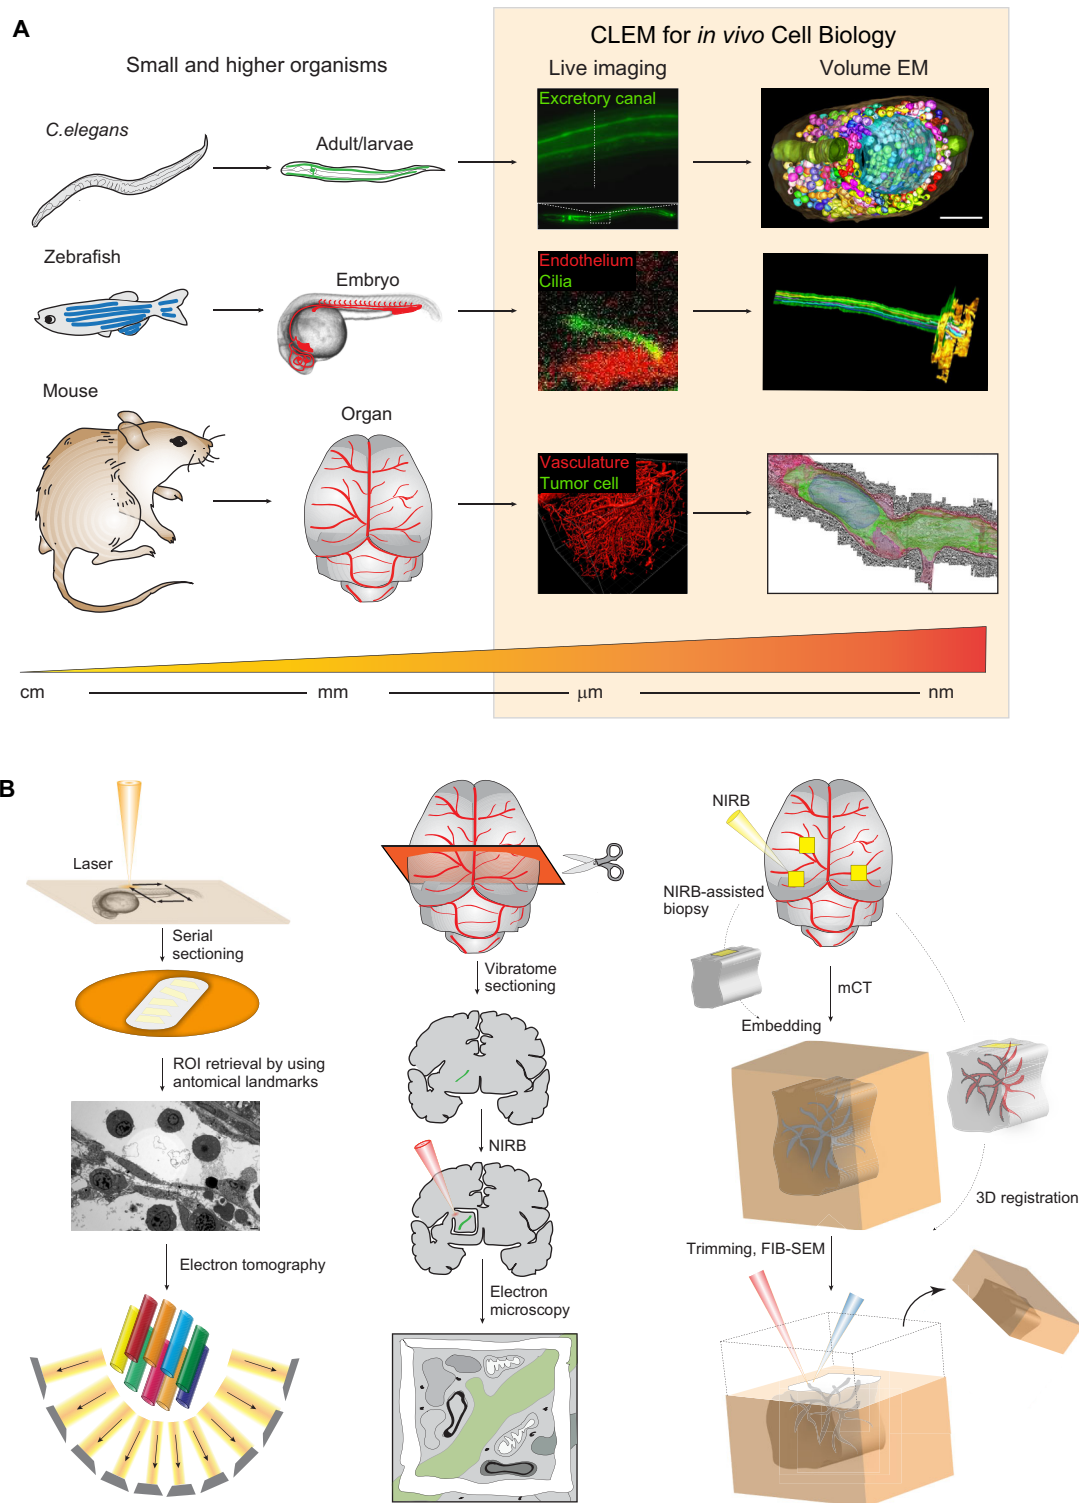 A
CLEM for in vivo Cell Biology
Small and higher organisms
Live imaging
Volume EM
C.elegans
Adult/larvae
Excretory canal
Zebrafish
Embryo
Endothelium
Cilia
Mouse
Organ
Vasculature
Tumor cell
cm
mm
μm
nm
B
Laser
Serial
sectioning
ROI retrieval by using
antomical landmarks
Electron tomography
Vibratome
sectioning
NIRB
Electron
microscopy
NIRB
NIRB-assisted
biopsy
mCT
Embedding
3D registration
Trimming, FIB-SEM